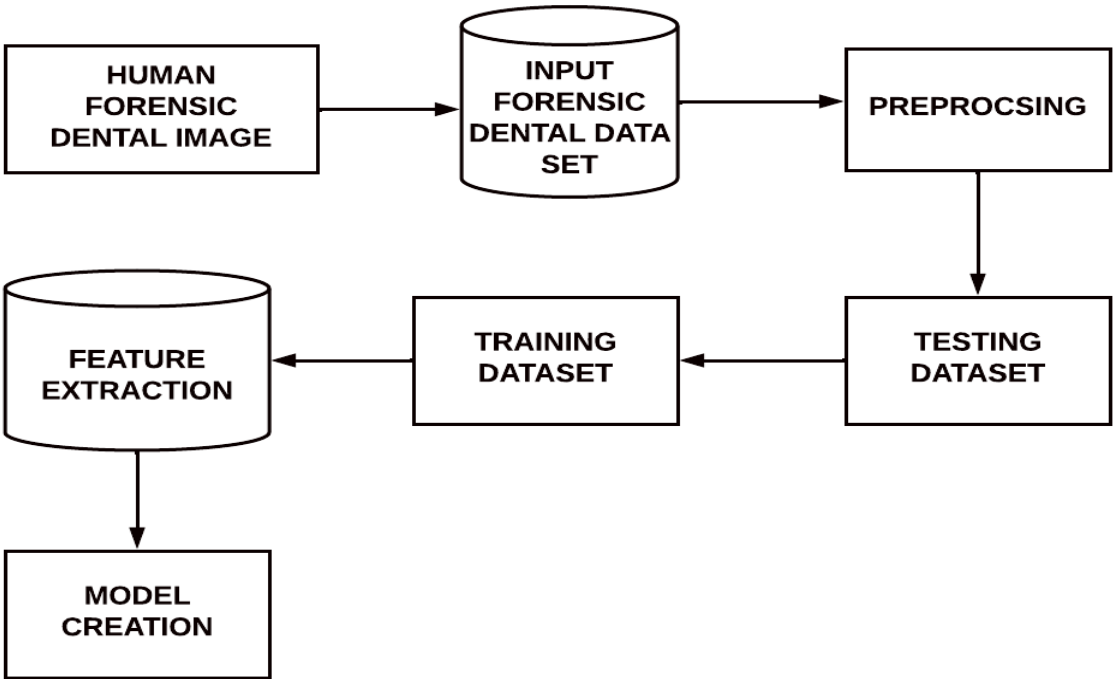 HUMAN
FORENSIC
DENTAL IMAGE
INPUT
FORENSIC
DENTAL DATA
SET
PREPROCSING
TESTING
DATASET
TRAINING
DATASET
FEATURE
EXTRACTION
MODEL
CREATION